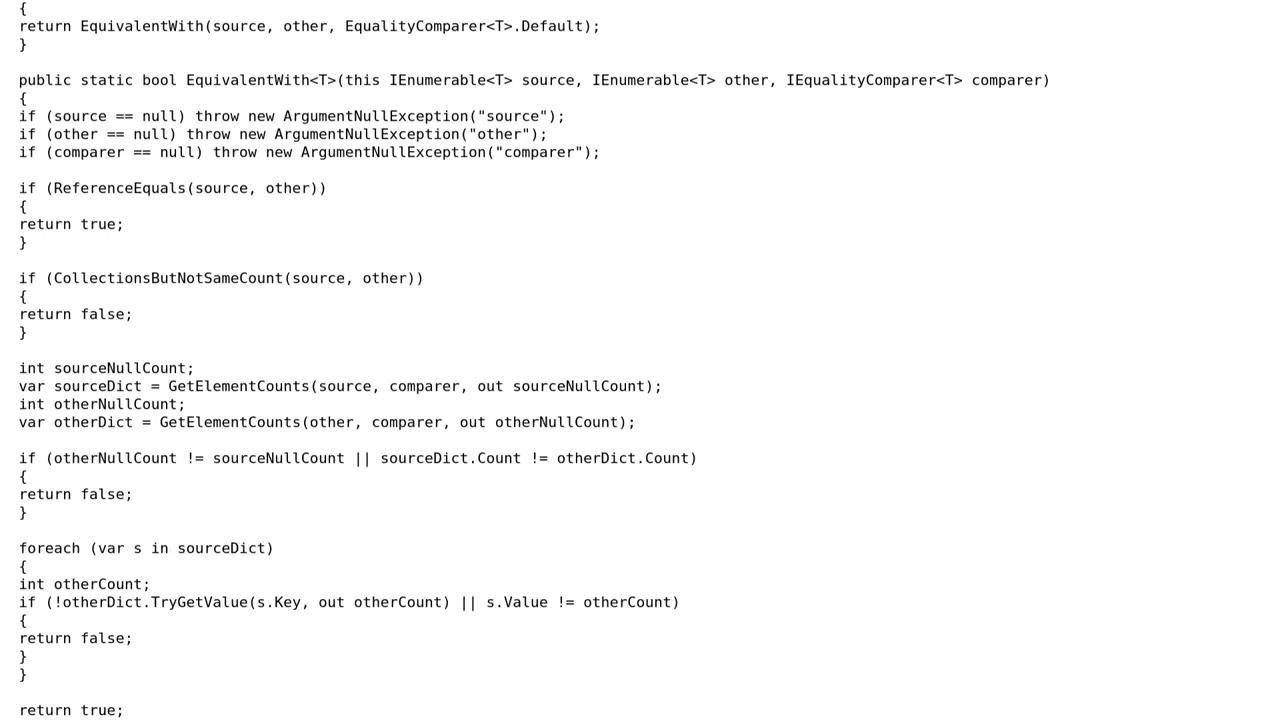 {
return EquivalentWith(source, other, EqualityComparer<T>.Default);
}

public static bool EquivalentWith<T>(this IEnumerable<T> source, IEnumerable<T> other, IEqualityComparer<T> comparer)
{
if (source == null) throw new ArgumentNullException("source");
if (other == null) throw new ArgumentNullException("other");
if (comparer == null) throw new ArgumentNullException("comparer");

if (ReferenceEquals(source, other))
{
return true;
}

if (CollectionsButNotSameCount(source, other))
{
return false;
}

int sourceNullCount;
var sourceDict = GetElementCounts(source, comparer, out sourceNullCount);
int otherNullCount;
var otherDict = GetElementCounts(other, comparer, out otherNullCount);

if (otherNullCount != sourceNullCount || sourceDict.Count != otherDict.Count)
{
return false;
}

foreach (var s in sourceDict)
{
int otherCount;
if (!otherDict.TryGetValue(s.Key, out otherCount) || s.Value != otherCount)
{
return false;
}
}

return true;